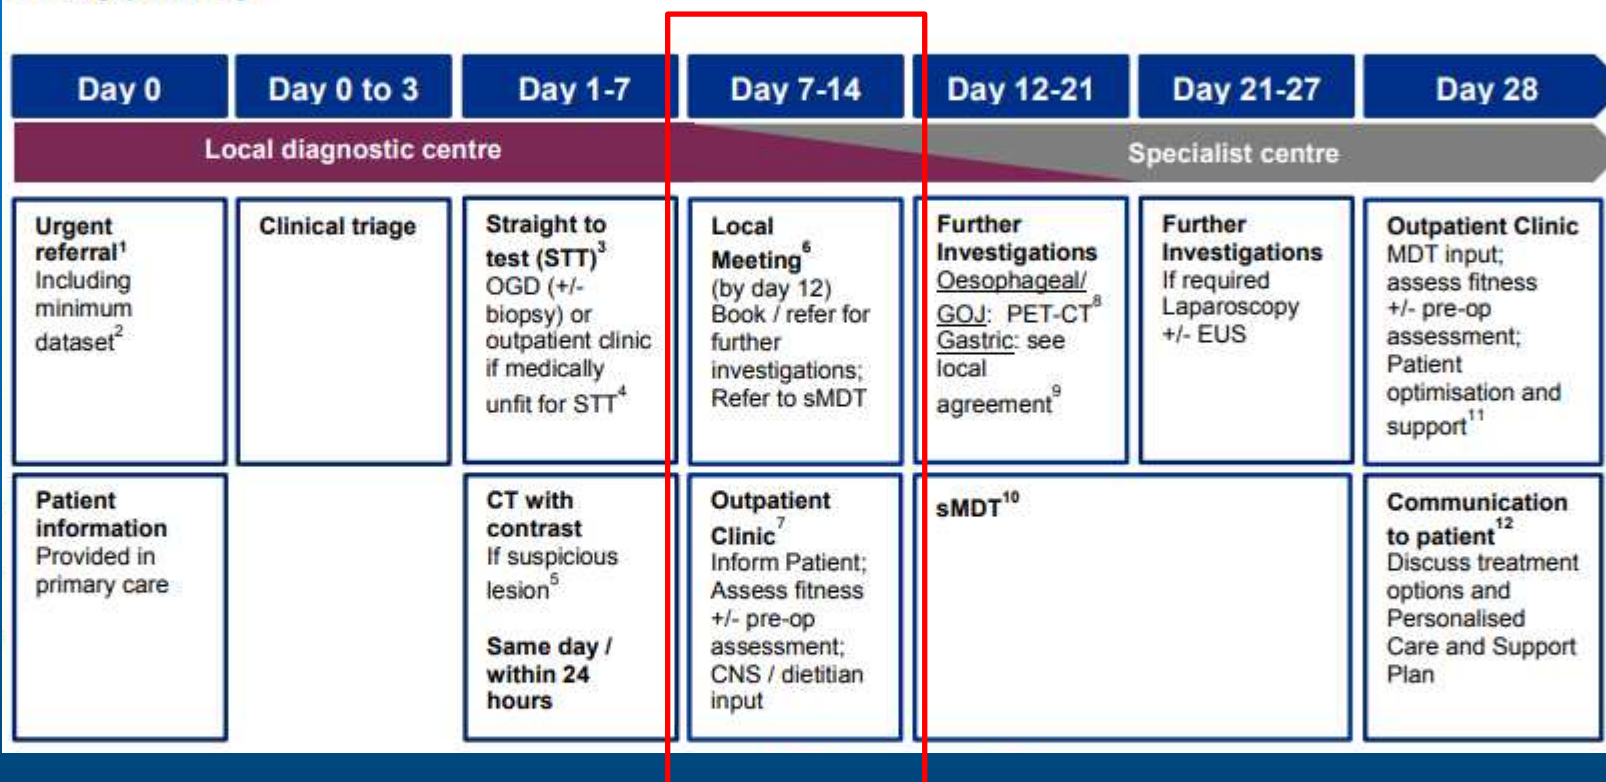 Day 0
Day 0 to 3
Day 1-7
Day 7-14
Day 12-21
Day 21-27
Day 28
Local diagnostic centre
Specialist centre
Urgent
referral¹
Including
minimum
dataset²
Clinical triage
Straight to
test (STT)³
OGD (+/-
biopsy) or
outpatient clinic
if medically
unfit for STT⁴
Local
Meeting⁶
(by day 12)
Book / refer for
further
investigations;
Refer to sMDT
Further
Investigations
Oesophageal/
GOJ: PET-CT⁸
Gastric: see
local
agreement⁹
Further
Investigations
If required
Laparoscopy
+/- EUS
Outpatient Clinic
MDT input;
assess fitness
+/- pre-op
assessment;
Patient
optimisation and
support¹¹
Patient
information
Provided in
primary care
CT with
contrast
If suspicious
lesion⁵
Same day /
within 24
hours
Outpatient
Clinic⁷
Inform Patient;
Assess fitness
+/- pre-op
assessment;
CNS / dietitian
input
sMDT¹⁰
Communication
to patient¹²
Discuss treatment
options and
Personalised
Care and Support
Plan